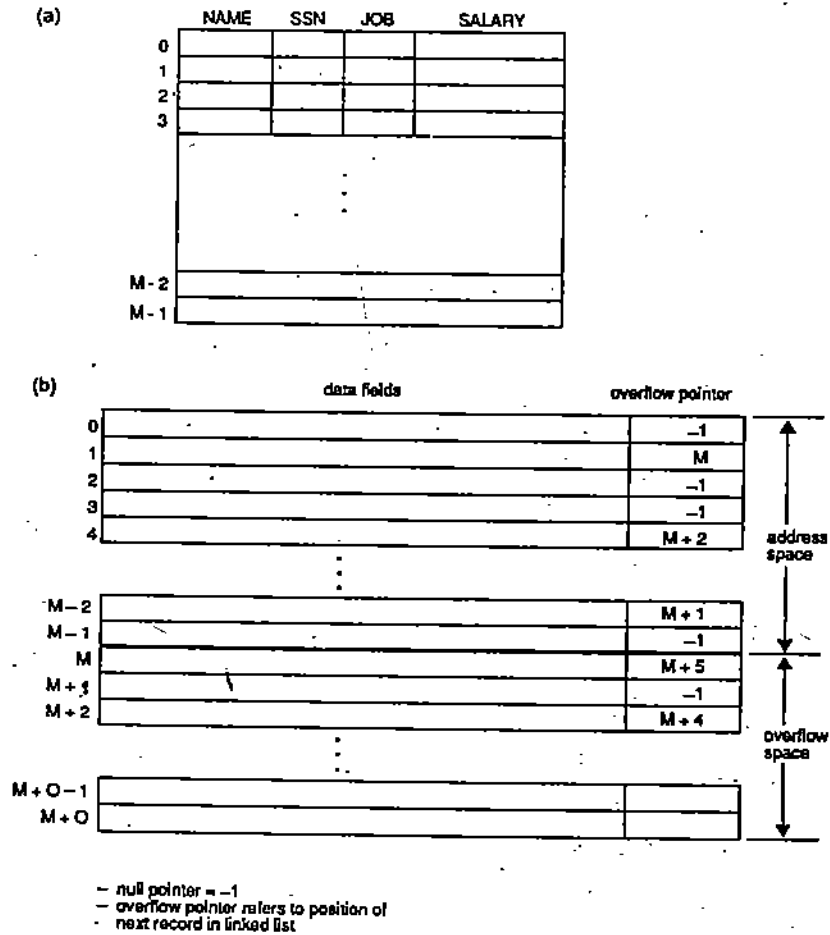 (a)
NAME SSN JOB SALARY
0
1
2
3
M - 2
M - 1
(b)
data fields overflow pointer
0 -1
1 M
2 -1
3 -1
4 M + 2
address
space
M - 2 M + 1
M - 1 -1
M M + 5
M + 1 -1
M + 2 M + 4
overflow
space
M + O - 1
M + O
- null pointer = -1
- overflow pointer refers to position of
next record in linked list